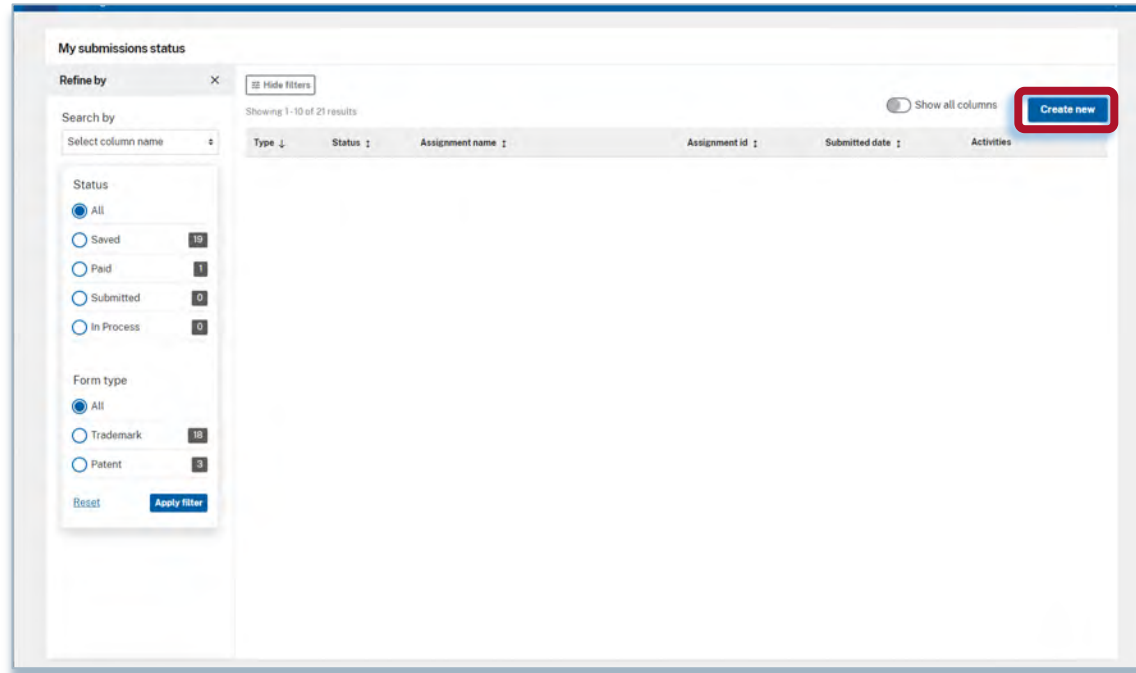 My submissions status
Refine by ×
Hide filters
Showing 1-10 of 21 results
Show all columns
Create new
Search by
Select column name
Type ↓ Status Assignment name Assignment id Submitted date Activities
Status
All
Saved 19
Paid 1
Submitted 0
In Process 0
Form type
All
Trademark 18
Patent 3
Reset Apply filter